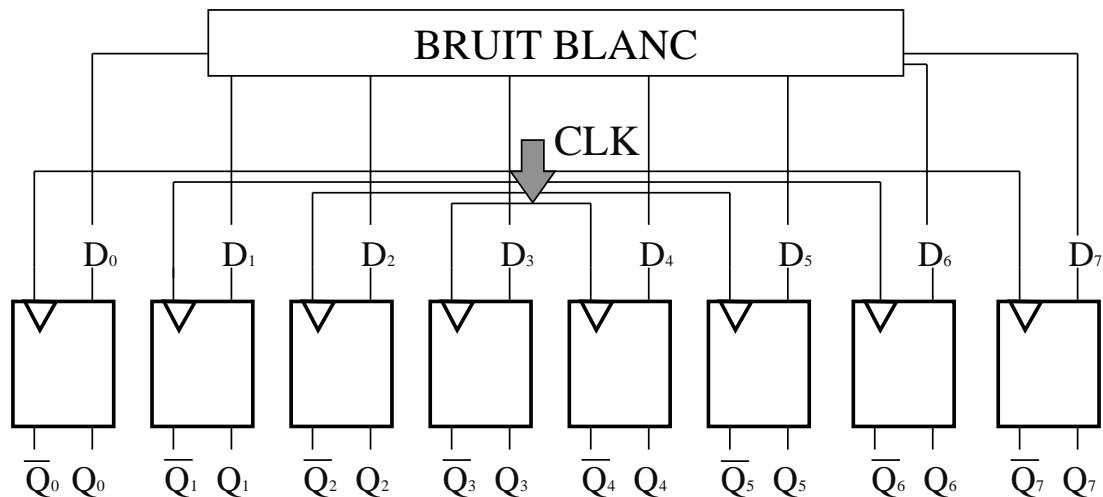 BRUIT BLANC
CLK
D₀ D₁ D₂ D₃ D₄ D₅ D₆ D₇
Q̅₀ Q₀ Q̅₁ Q₁ Q̅₂ Q₂ Q̅₃ Q₃ Q̅₄ Q₄ Q̅₅ Q₅ Q̅₆ Q₆ Q̅₇ Q₇